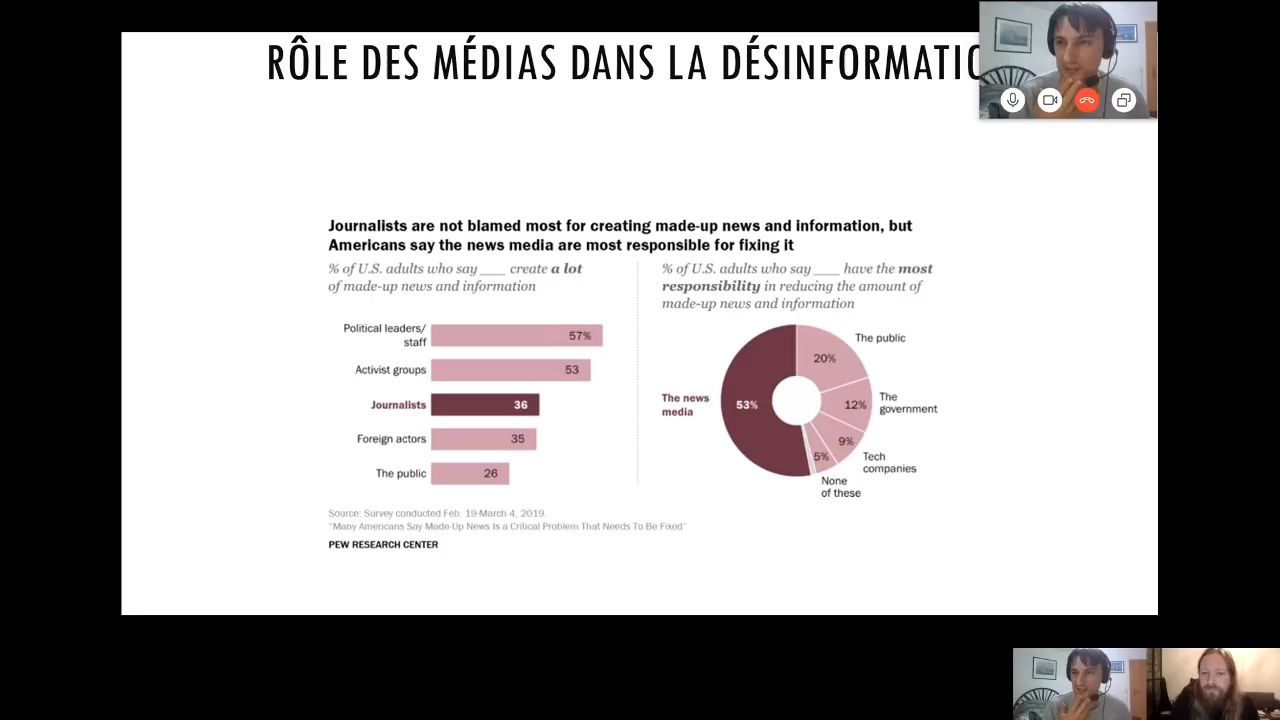 RÔLE DES MÉDIAS DANS LA DÉSINFORMATIO
Journalists are not blamed most for creating made-up news and information, but
Americans say the news media are most responsible for fixing it
% of U.S. adults who say ___ create a lot
of made-up news and information
Political leaders/
staff
57%
Activist groups
53
Journalists
36
Foreign actors
35
The public
26
% of U.S. adults who say ___ have the most
responsibility in reducing the amount of
made-up news and information
The public
20%
The news
media
53%
12%
The
government
9%
Tech
companies
5%
None
of these
Source: Survey conducted Feb. 19-March 4, 2019.
"Many Americans Say Made-Up News Is a Critical Problem That Needs To Be Fixed"
PEW RESEARCH CENTER